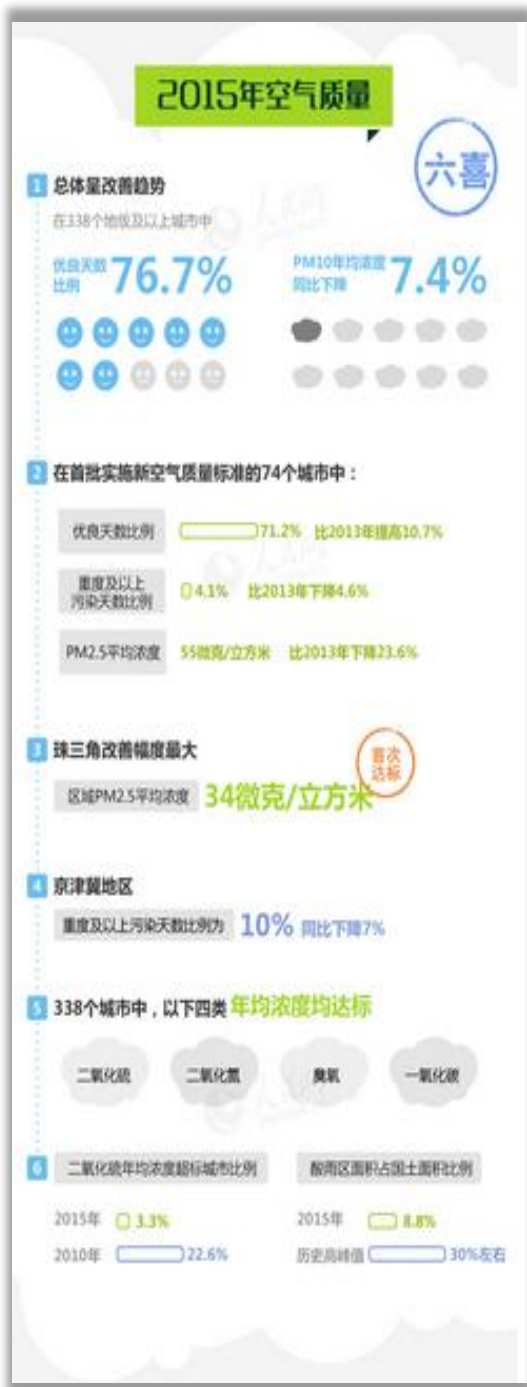 2015年空气质量
六喜
1 总体呈改善趋势
在338个地级及以上城市中
优良天数
比例 76.7%
PM10年均浓度
同比下降 7.4%
2 在首批实施新空气质量标准的74个城市中：
优良天数比例 71.2% 比2013年提高10.7%
重度及以上
污染天数比例 4.1% 比2013年下降4.6%
PM2.5平均浓度 55微克/立方米 比2013年下降23.6%
3 珠三角改善幅度最大
首次
达标
区域PM2.5平均浓度 34微克/立方米
4 京津冀地区
重度及以上污染天数比例为 10% 同比下降7%
5 338个城市中，以下四类 年均浓度均达标
二氧化硫 二氧化氮 臭氧 一氧化碳
6 二氧化硫年均浓度超标城市比例
2015年 3.3%
2010年 22.6%
酸雨区面积占国土面积比例
2015年 8.8%
历史高峰值 30%左右